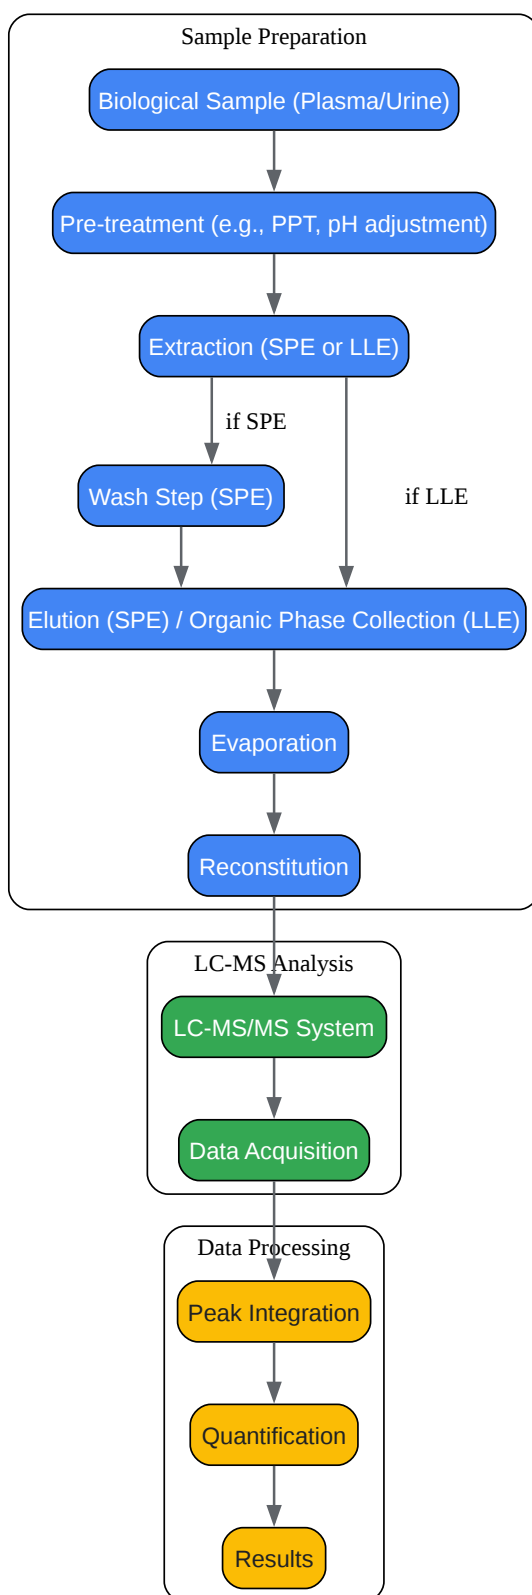 Sample Preparation
Biological Sample (Plasma/Urine)
Pre-treatment (e.g., PPT, pH adjustment)
Extraction (SPE or LLE)
if SPE
Wash Step (SPE)
if LLE
Elution (SPE) / Organic Phase Collection (LLE)
Evaporation
Reconstitution
LC-MS Analysis
LC-MS/MS System
Data Acquisition
Data Processing
Peak Integration
Quantification
Results